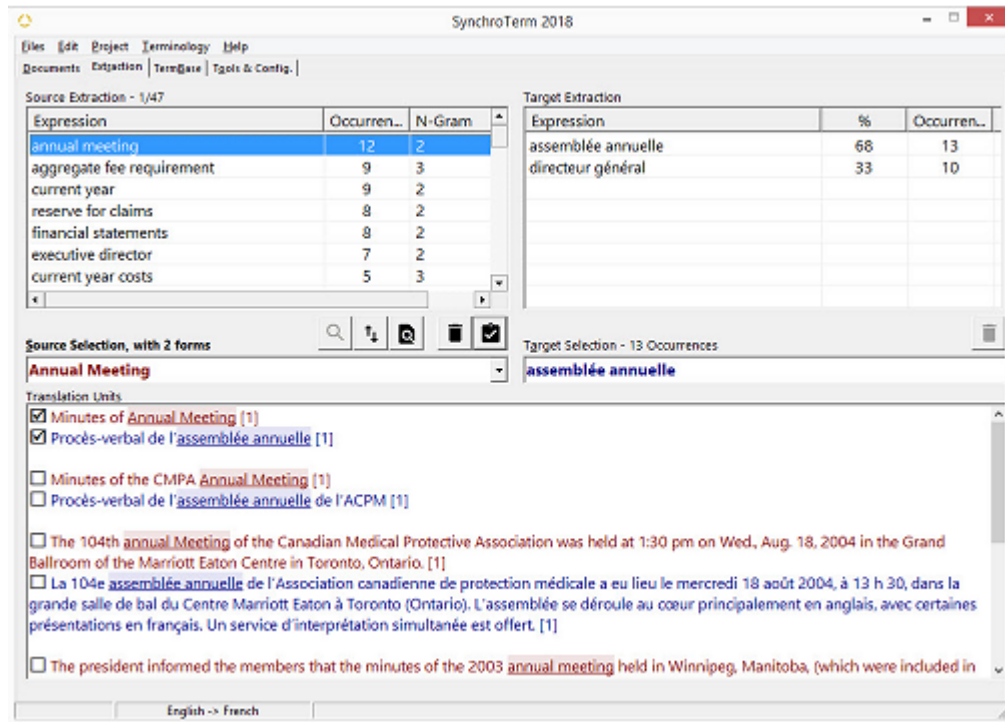 SynchroTerm 2018
Files Edit Project Terminology Help
Documents Extraction TermBase Tools & Config.
Source Extraction - 1/47
Target Extraction
Expression Occurren... N-Gram
Expression % Occurren...
annual meeting 12 2
assemblée annuelle 68 13
aggregate fee requirement 9 3
directeur général 33 10
current year 9 2
reserve for claims 8 2
financial statements 8 2
executive director 7 2
current year costs 5 3
Source Selection, with 2 forms
Target Selection - 13 Occurrences
Annual Meeting
assemblée annuelle
Translation Units
Minutes of Annual Meeting [1]
Procès-verbal de l'assemblée annuelle [1]
Minutes of the CMPA Annual Meeting [1]
Procès-verbal de l'assemblée annuelle de l'ACPM [1]
The 104th annual Meeting of the Canadian Medical Protective Association was held at 1:30 pm on Wed., Aug. 18, 2004 in the Grand
Ballroom of the Marriott Eaton Centre in Toronto, Ontario. [1]
La 104e assemblée annuelle de l'Association canadienne de protection médicale a eu lieu le mercredi 18 août 2004, à 13 h 30, dans la
grande salle de bal du Centre Marriott Eaton à Toronto (Ontario). L'assemblée se déroule au cœur principalement en anglais, avec certaines
présentations en français. Un service d'interprétation simultanée est offert. [1]
The president informed the members that the minutes of the 2003 annual meeting held in Winnipeg, Manitoba, (which were included in
English -> French